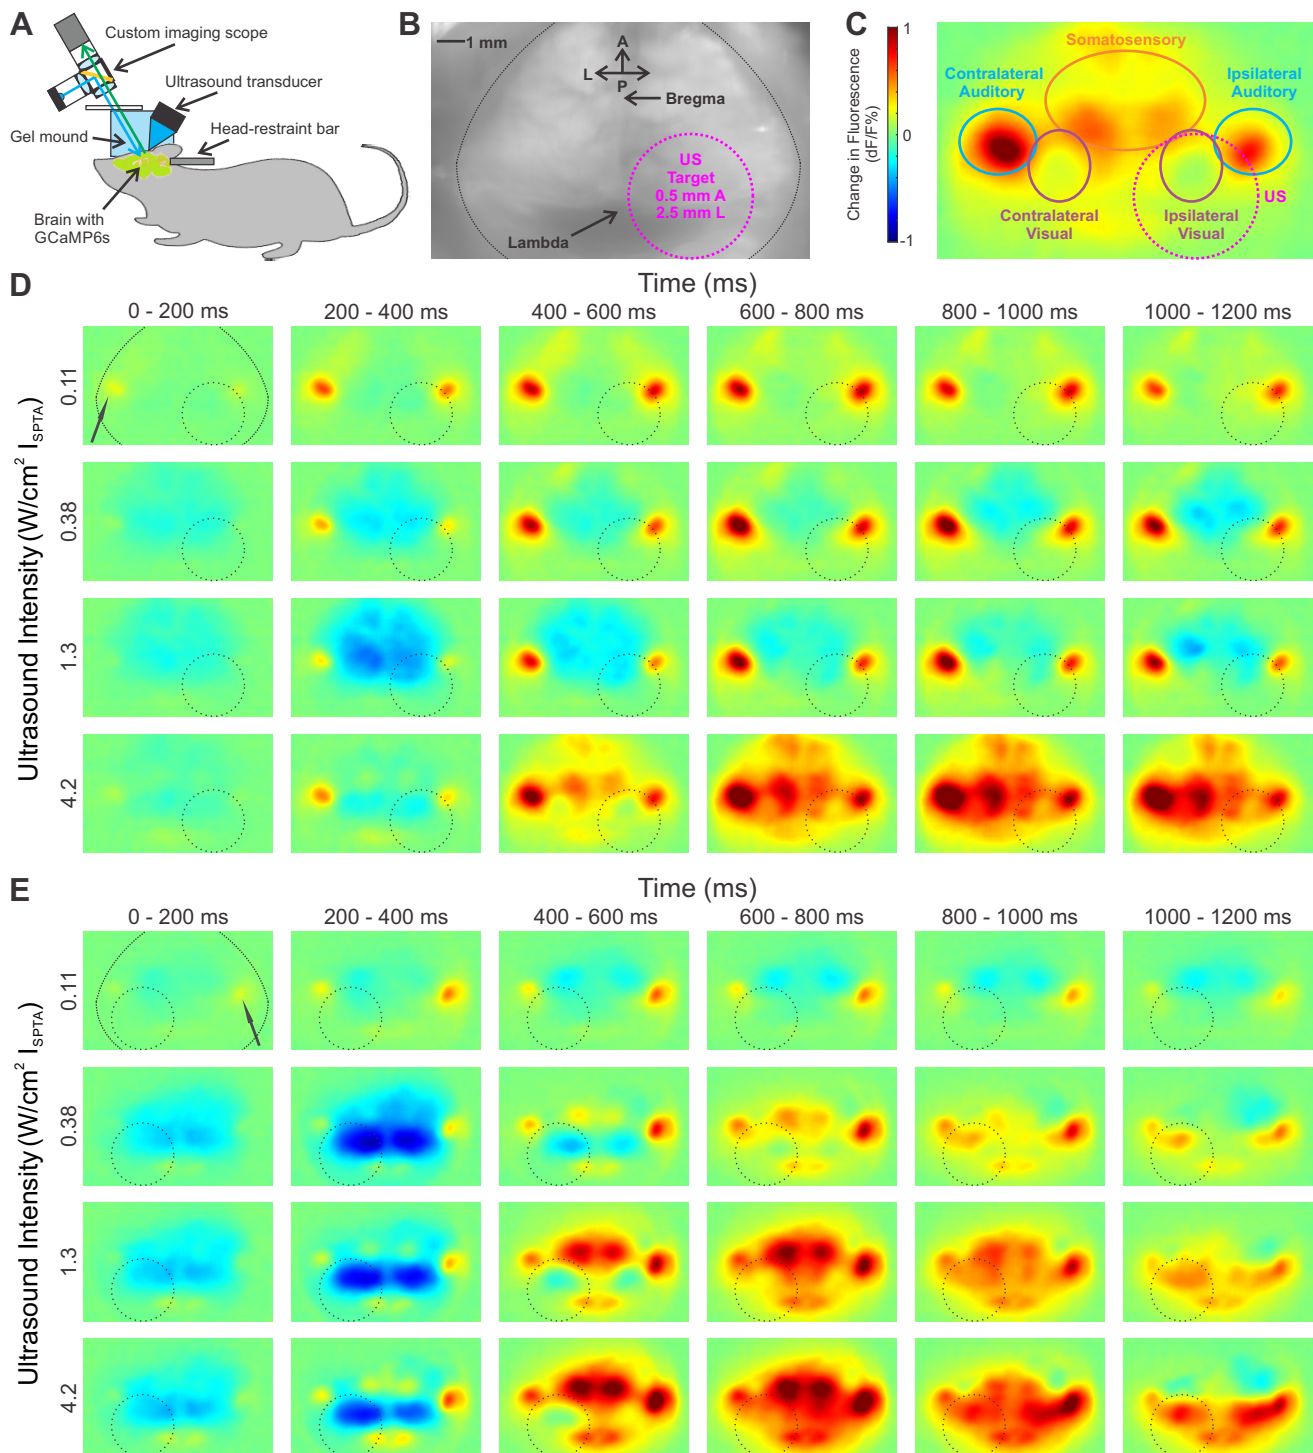 A
Custom imaging scope
Ultrasound transducer
Gel mound
Head-restraint bar
Brain with
GCaMP6s
B
1 mm
A
L
P
Bregma
US
Target
0.5 mm A
2.5 mm L
Lambda
C
1
0
-1
Change in Fluorescence
(dF/F%)
Somatosensory
Contralateral
Auditory
Ipsilateral
Auditory
US
Contralateral
Visual
Ipsilateral
Visual
D
Time (ms)
0 - 200 ms
200 - 400 ms
400 - 600 ms
600 - 800 ms
800 - 1000 ms
1000 - 1200 ms
Ultrasound Intensity (W/cm² I_SPTA)
0.11
0.38
1.3
4.2
E
Time (ms)
0 - 200 ms
200 - 400 ms
400 - 600 ms
600 - 800 ms
800 - 1000 ms
1000 - 1200 ms
Ultrasound Intensity (W/cm² I_SPTA)
0.11
0.38
1.3
4.2